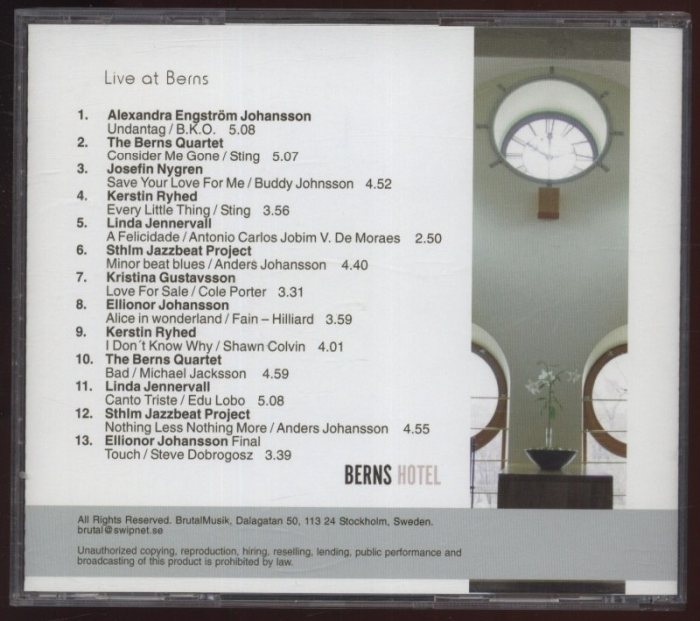 Live at Berns
1. Alexandra Engström Johansson
Undantag / B.K.O. 5.08
2. The Berns Quartet
Consider Me Gone / Sting 5.07
3. Josefin Nygren
Save Your Love For Me / Buddy Johnsson 4.52
4. Kerstin Ryhed
Every Little Thing / Sting 3.56
5. Linda Jennervall
A Felicidade / Antonio Carlos Jobim V. De Moraes 2.50
6. Sthlm Jazzbeat Project
Minor beat blues / Anders Johansson 4.40
7. Kristina Gustavsson
Love For Sale / Cole Porter 3.31
8. Ellionor Johansson
Alice in wonderland / Fain – Hilliard 3.59
9. Kerstin Ryhed
I Don´t Know Why / Shawn Colvin 4.01
10. The Berns Quartet
Bad / Michael Jacksson 4.59
11. Linda Jennervall
Canto Triste / Edu Lobo 5.08
12. Sthlm Jazzbeat Project
Nothing Less Nothing More / Anders Johansson 4.55
13. Ellionor Johansson Final
Touch / Steve Dobrogosz 3.39
BERNS HOTEL
All Rights Reserved. BrutalMusik, Dalagatan 50, 113 24 Stockholm, Sweden.
brutal@swipnet.se
Unauthorized copying, reproduction, hiring, reselling, lending, public performance and
broadcasting of this product is prohibited by law.